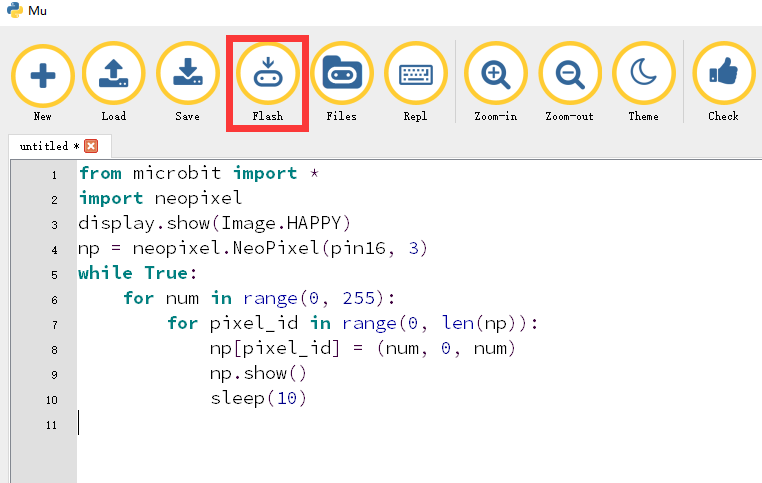 Mu
New Load Save Flash Files Repl Zoom-in Zoom-out Theme Check
untitled *
1 from microbit import *
2 import neopixel
3 display.show(Image.HAPPY)
4 np = neopixel.NeoPixel(pin16, 3)
5 while True:
6     for num in range(0, 255):
7         for pixel_id in range(0, len(np)):
8             np[pixel_id] = (num, 0, num)
9             np.show()
10             sleep(10)
11